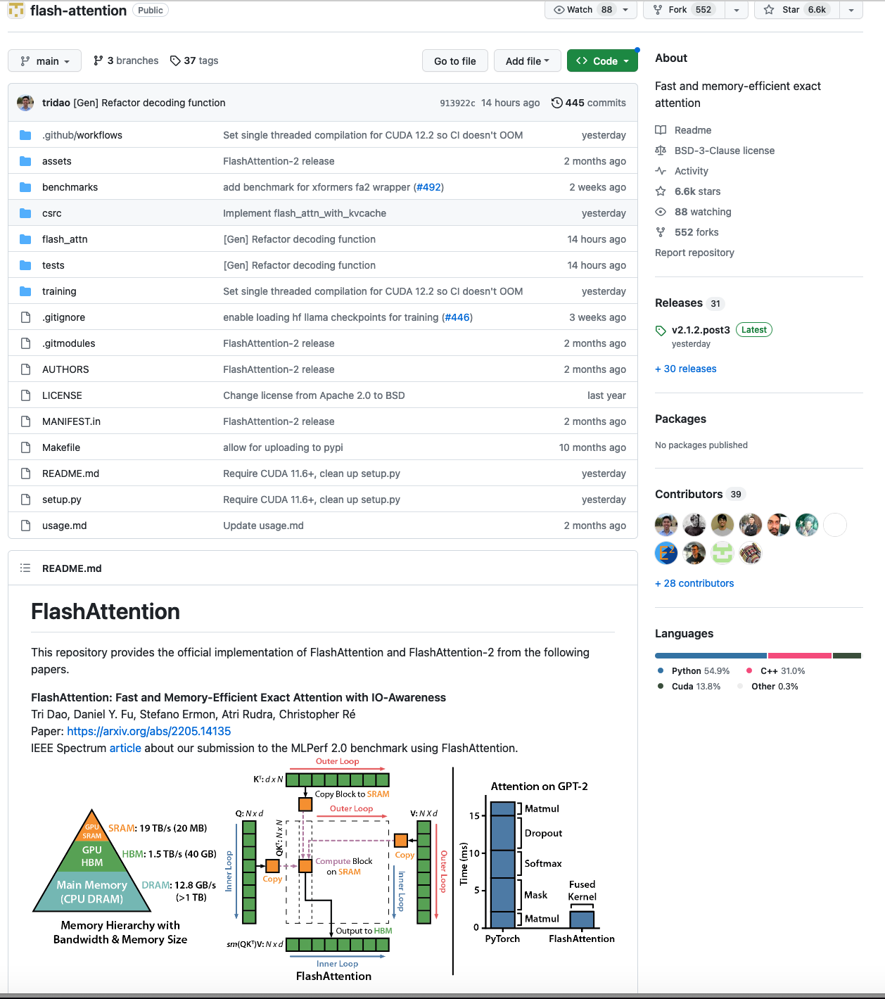 flash-attention Public
Watch 88
Fork 552
Star 6.6k
main
3 branches
37 tags
Go to file
Add file
Code
tridao [Gen] Refactor decoding function 913922c 14 hours ago 445 commits
.github/workflows Set single threaded compilation for CUDA 12.2 so CI doesn't OOM yesterday
assets FlashAttention-2 release 2 months ago
benchmarks add benchmark for xformers fa2 wrapper (#492) 2 weeks ago
csrc Implement flash_attn_with_kvcache yesterday
flash_attn [Gen] Refactor decoding function 14 hours ago
tests [Gen] Refactor decoding function 14 hours ago
training Set single threaded compilation for CUDA 12.2 so CI doesn't OOM yesterday
.gitignore enable loading hf llama checkpoints for training (#446) 3 weeks ago
.gitmodules FlashAttention-2 release 2 months ago
AUTHORS FlashAttention-2 release 2 months ago
LICENSE Change license from Apache 2.0 to BSD last year
MANIFEST.in FlashAttention-2 release 2 months ago
Makefile allow for uploading to pypi 10 months ago
README.md Require CUDA 11.6+, clean up setup.py yesterday
setup.py Require CUDA 11.6+, clean up setup.py yesterday
usage.md Update usage.md 2 months ago
README.md
FlashAttention
This repository provides the official implementation of FlashAttention and FlashAttention-2 from the following
papers.
FlashAttention: Fast and Memory-Efficient Exact Attention with IO-Awareness
Tri Dao, Daniel Y. Fu, Stefano Ermon, Atri Rudra, Christopher Ré
Paper: https://arxiv.org/abs/2205.14135
IEEE Spectrum article about our submission to the MLPerf 2.0 benchmark using FlashAttention.
GPU
SRAM
SRAM: 19 TB/s (20 MB)
GPU
HBM
HBM: 1.5 TB/s (40 GB)
Main Memory
(CPU DRAM)
DRAM: 12.8 GB/s
(>1 TB)
Memory Hierarchy with
Bandwidth & Memory Size
Outer Loop
Kᵀ: d x N
Copy Block to SRAM
Outer Loop
Q: N x d
QKᵀ: N x N
V: N X d
Copy
Compute Block
on SRAM
Copy
Inner Loop
Inner Loop
Outer Loop
Output to HBM
sm(QKᵀ)V: N x d
Inner Loop
FlashAttention
Attention on GPT-2
Time (ms)
15
10
5
0
Matmul
Dropout
Softmax
Mask
Matmul
Fused
Kernel
PyTorch
FlashAttention
About
Fast and memory-efficient exact
attention
Readme
BSD-3-Clause license
Activity
6.6k stars
88 watching
552 forks
Report repository
Releases 31
v2.1.2.post3 Latest
yesterday
+ 30 releases
Packages
No packages published
Contributors 39
E2
+ 28 contributors
Languages
Python 54.9%
C++ 31.0%
Cuda 13.8%
Other 0.3%